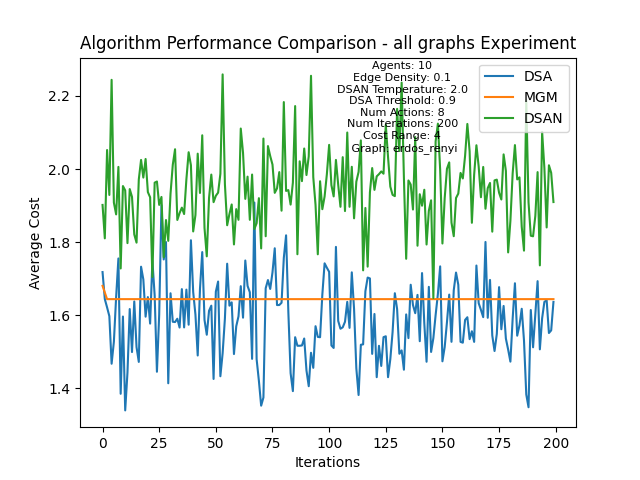 Algorithm Performance Comparison - all graphs Experiment
Agents: 10
Edge Density: 0.1
DSAN Temperature: 2.0
DSA Threshold: 0.9
Num Actions: 8
Num Iterations: 200
Cost Range: 4
Graph: erdos_renyi
DSA
MGM
DSAN
Average Cost
2.2
2.0
1.8
1.6
1.4
0
25
50
75
100
125
150
175
200
Iterations